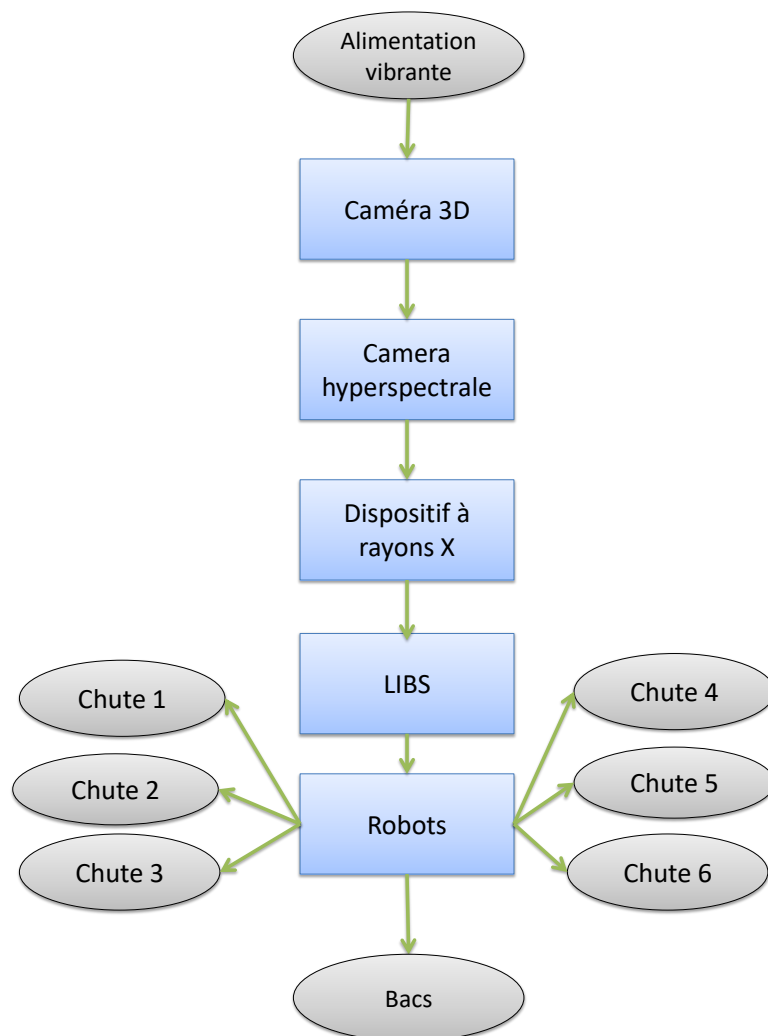 Alimentation
vibrante
Caméra 3D
Camera
hyperspectrale
Dispositif à
rayons X
LIBS
Chute 1
Chute 4
Chute 2
Chute 5
Robots
Chute 3
Chute 6
Bacs